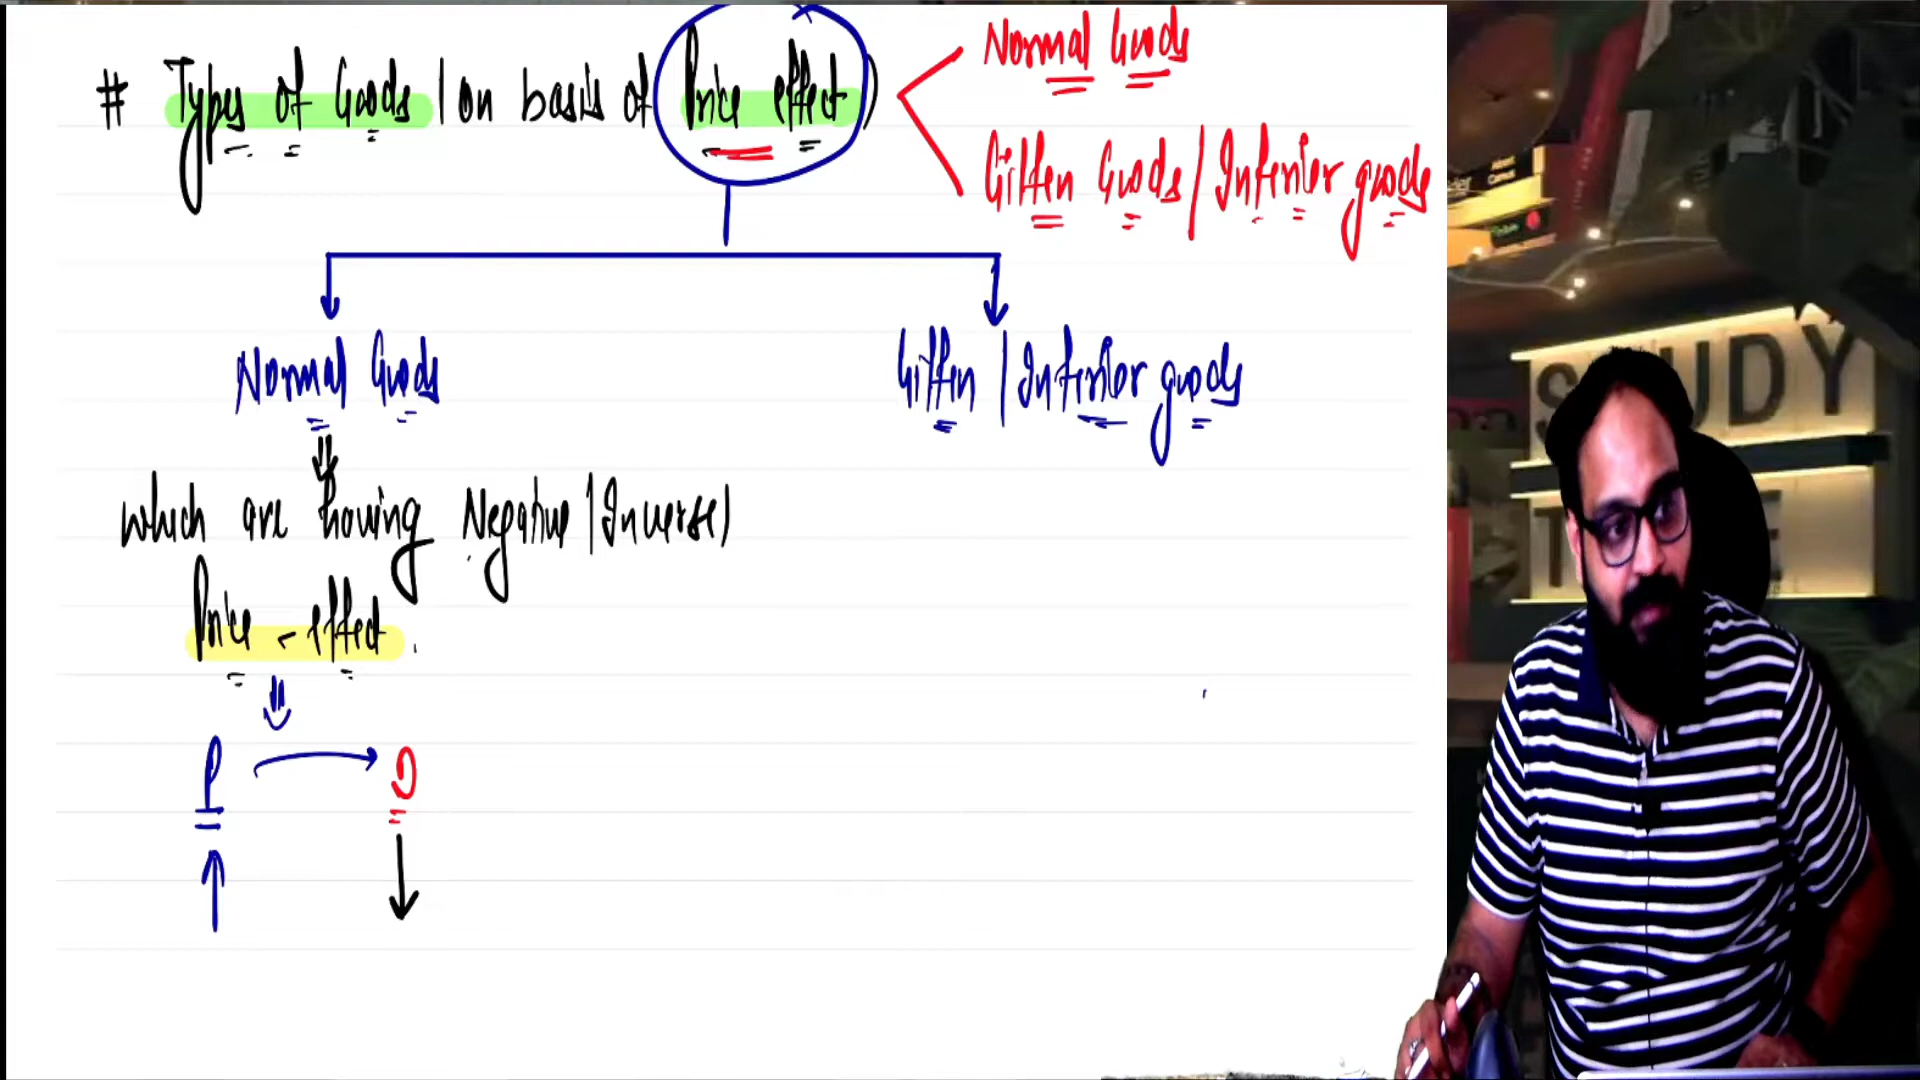 # Types of Goods (on basis of Price effect)
Normal Goods
Giffen Goods / Inferior goods
Normal Goods
Giffen / Inferior goods
which are having Negative (Inverse)
Price - effect.
P
D
STUDY